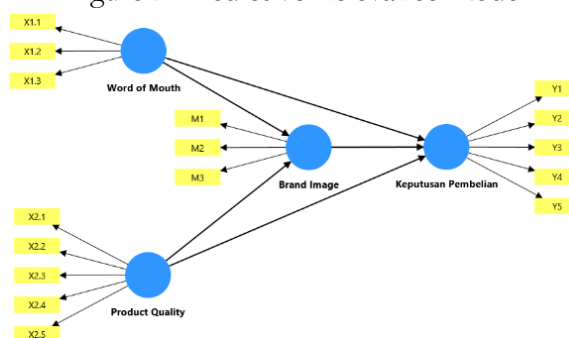 X1.1
X1.2
X1.3
Word of Mouth
M1
M2
M3
Brand Image
Keputusan Pembelian
Y1
Y2
Y3
Y4
Y5
X2.1
X2.2
X2.3
X2.4
X2.5
Product Quality